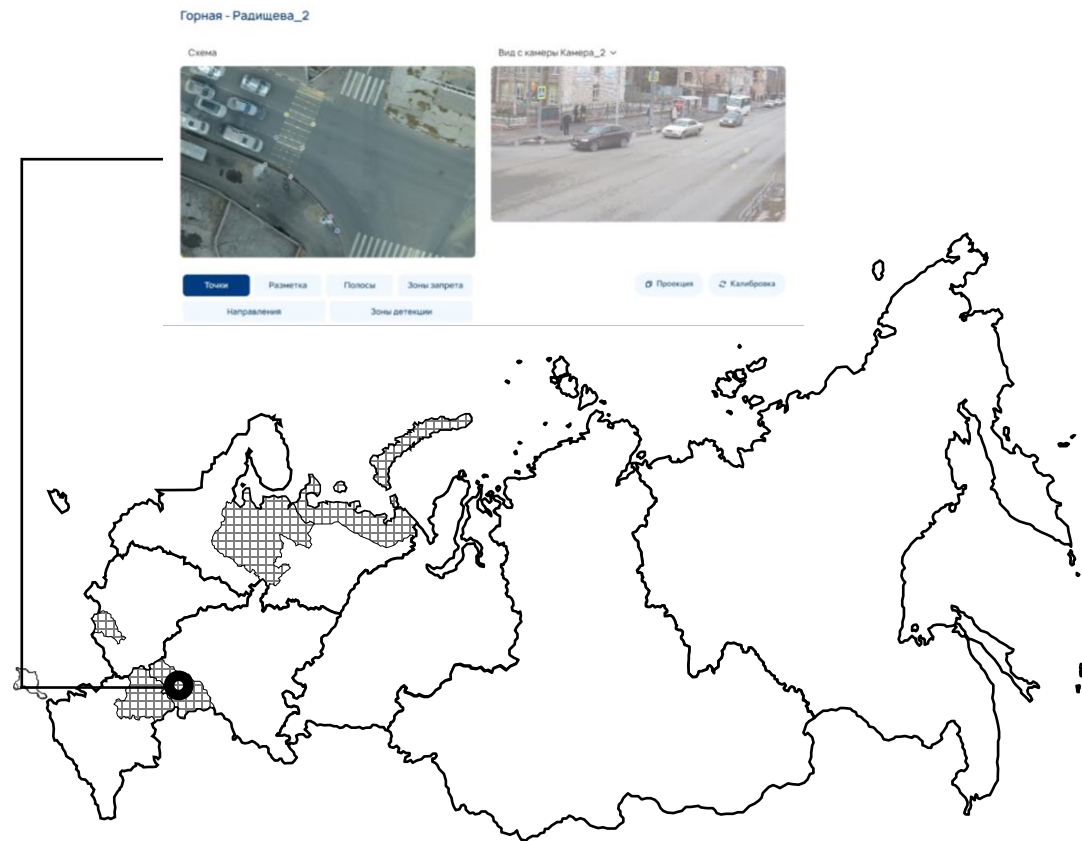 Горная - Радищева_2
Схема
Вид с камеры Камера_2
Точки
Разметка
Полосы
Зоны запрета
Проекция
Калибровка
Направления
Зоны детекции